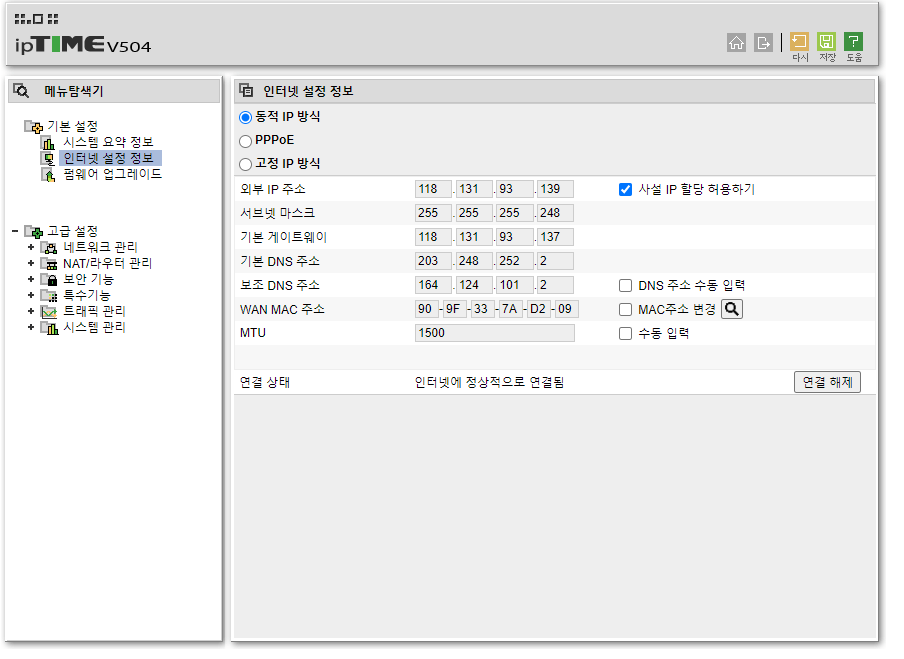 ipTIME V504
다시 저장 도움
메뉴탐색기
기본 설정
시스템 요약 정보
인터넷 설정 정보
펌웨어 업그레이드
고급 설정
네트워크 관리
NAT/라우터 관리
보안 기능
특수기능
트래픽 관리
시스템 관리
인터넷 설정 정보
동적 IP 방식
PPPoE
고정 IP 방식
외부 IP 주소 118 . 131 . 93 . 139 사설 IP 할당 허용하기
서브넷 마스크 255 . 255 . 255 . 248
기본 게이트웨이 118 . 131 . 93 . 137
기본 DNS 주소 203 . 248 . 252 . 2
보조 DNS 주소 164 . 124 . 101 . 2 DNS 주소 수동 입력
WAN MAC 주소 90 - 9F - 33 - 7A - D2 - 09 MAC주소 변경
MTU 1500 수동 입력
연결 상태 인터넷에 정상적으로 연결됨 연결 해제